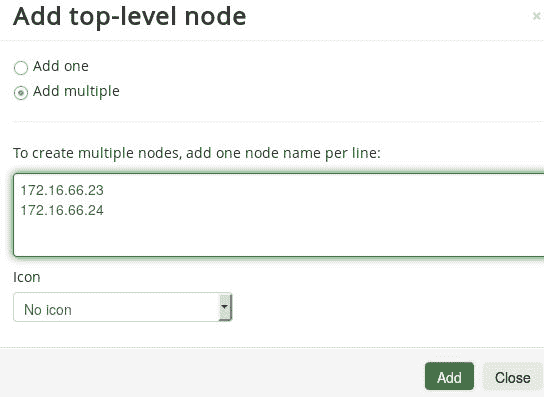 Add top-level node
×
Add one
Add multiple
To create multiple nodes, add one node name per line:
172.16.66.23
172.16.66.24
Icon
No icon
Add Close